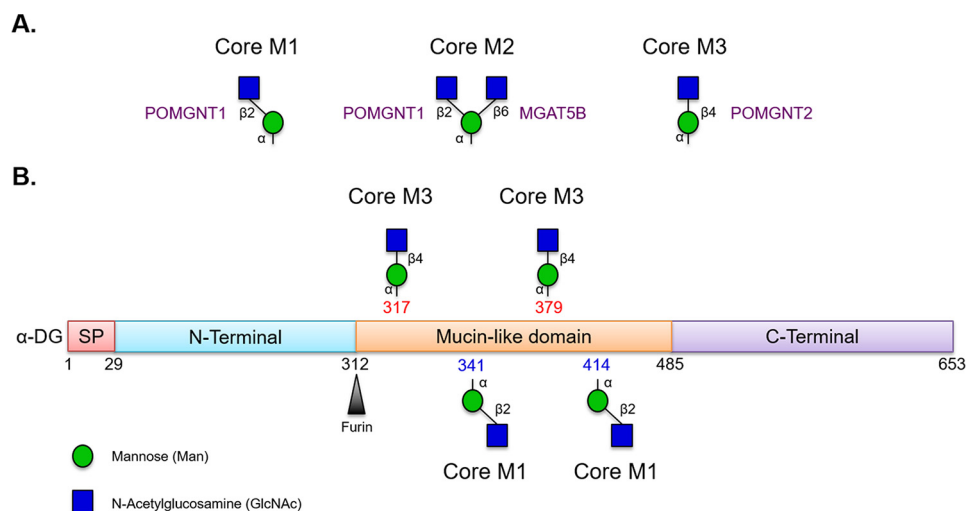 A.
Core M1
Core M2
Core M3
POMGNT1 β2
α
POMGNT1 β2 β6 MGAT5B
α
β4 POMGNT2
α
B.
Core M3
Core M3
β4
α
317
β4
α
379
α-DG SP N-Terminal Mucin-like domain C-Terminal
1 29 312 341 414 485 653
α
β2
α
β2
Furin
Core M1
Core M1
Mannose (Man)
N-Acetylglucosamine (GlcNAc)